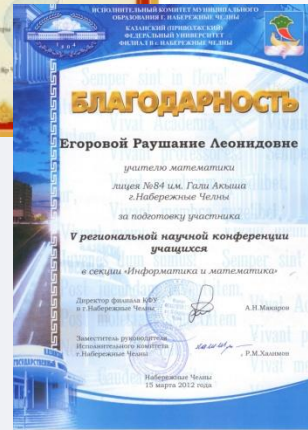 ИСПОЛНИТЕЛЬНЫЙ КОМИТЕТ МУНИЦИПАЛЬНОГО
ОБРАЗОВАНИЯ Г. НАБЕРЕЖНЫЕ ЧЕЛНЫ
КАЗАНСКИЙ (ПРИВОЛЖСКИЙ)
ФЕДЕРАЛЬНЫЙ УНИВЕРСИТЕТ
ФИЛИАЛ В г. НАБЕРЕЖНЫЕ ЧЕЛНЫ
БЛАГОДАРНОСТЬ
Егоровой Раушание Леонидовне
учителю математики
лицея №84 им. Гали Акыша
г.Набережные Челны
за подготовку участника
V региональной научной конференции
учащихся
в секции «Информатика и математика»
Директор филиала КФУ
в г.Набережные Челны
А.Н.Макаров
Заместитель руководителя
Исполнительного комитета
г.Набережные Челны
Р.М.Халимов
Набережные Челны
15 марта 2012 года